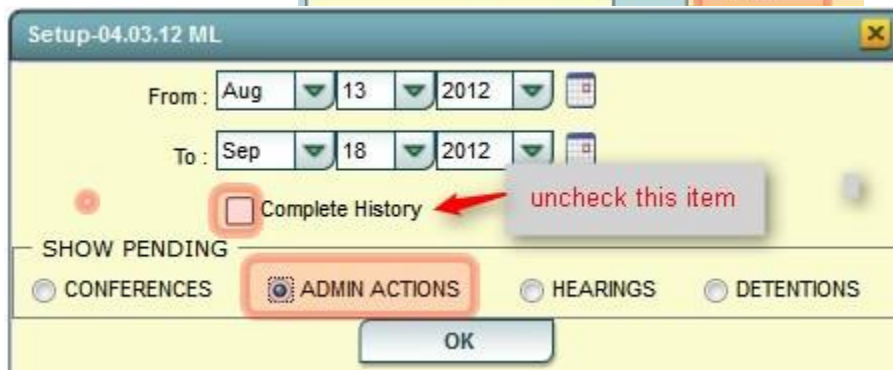 Setup-04.03.12 ML
From : Aug 13 2012
To : Sep 18 2012
Complete History uncheck this item
SHOW PENDING
CONFERENCES ADMIN ACTIONS HEARINGS DETENTIONS
OK